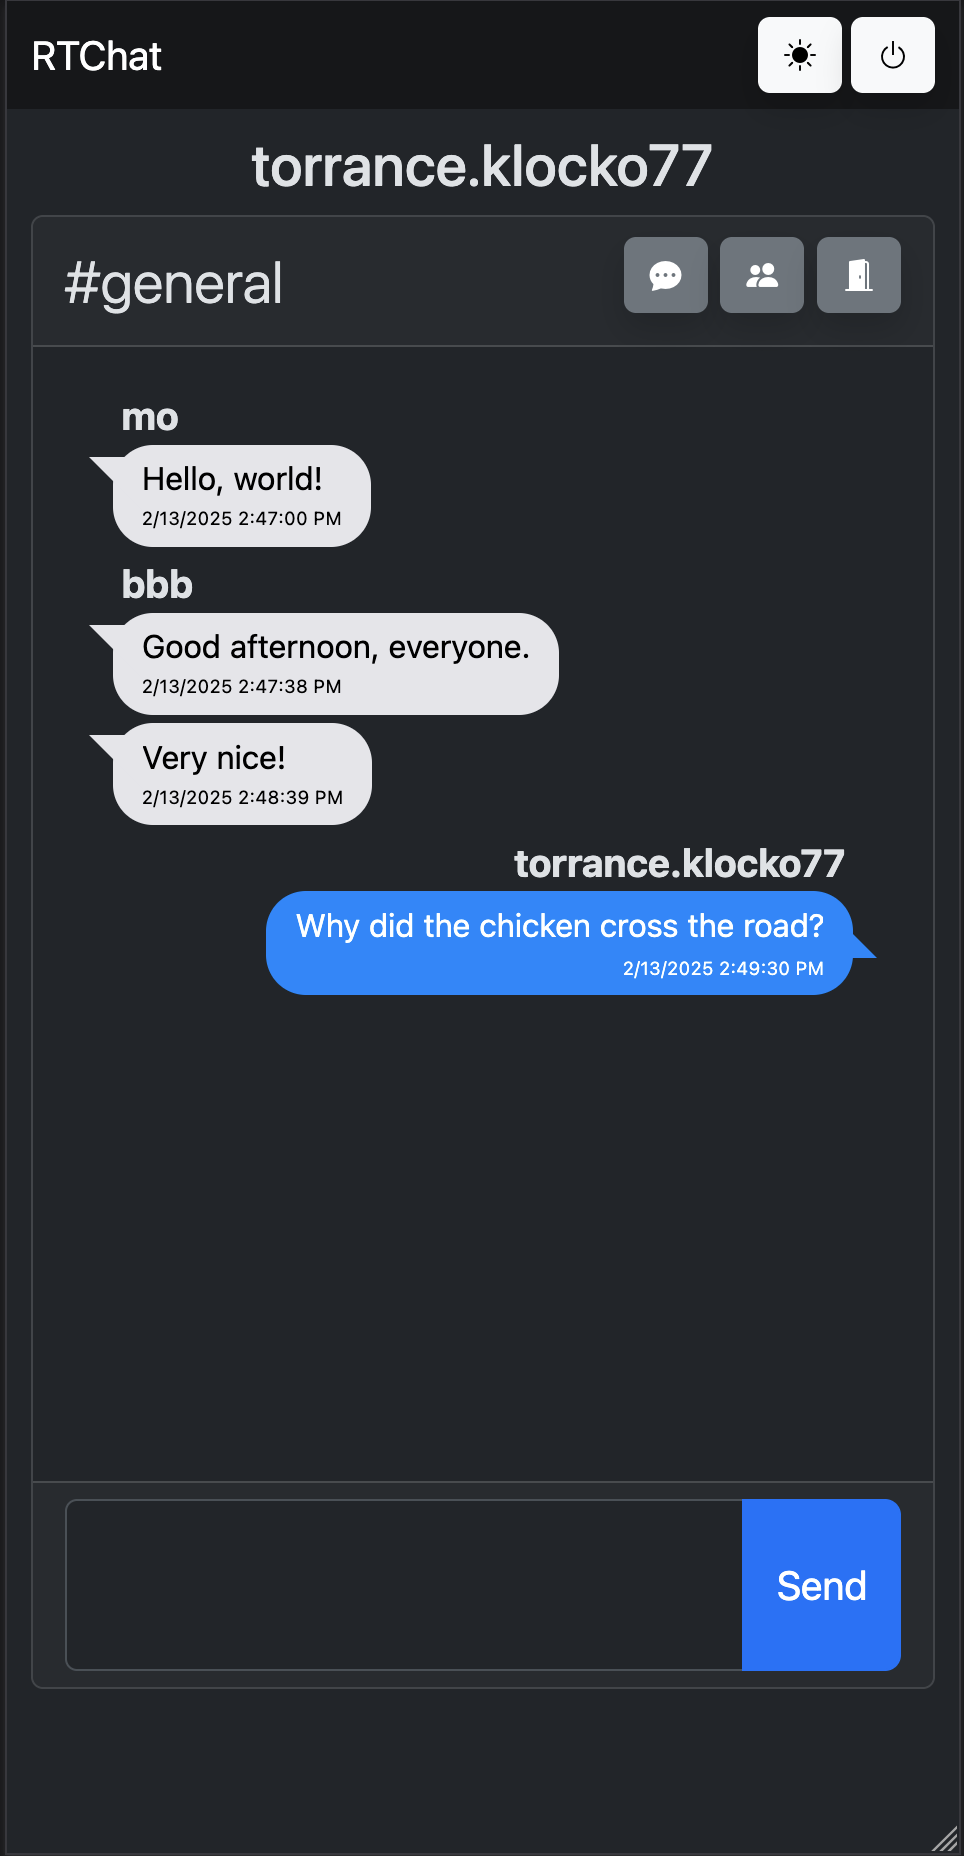 RTChat
torrance.klocko77
#general
mo
Hello, world!
2/13/2025 2:47:00 PM
bbb
Good afternoon, everyone.
2/13/2025 2:47:38 PM
Very nice!
2/13/2025 2:48:39 PM
torrance.klocko77
Why did the chicken cross the road?
2/13/2025 2:49:30 PM
Send